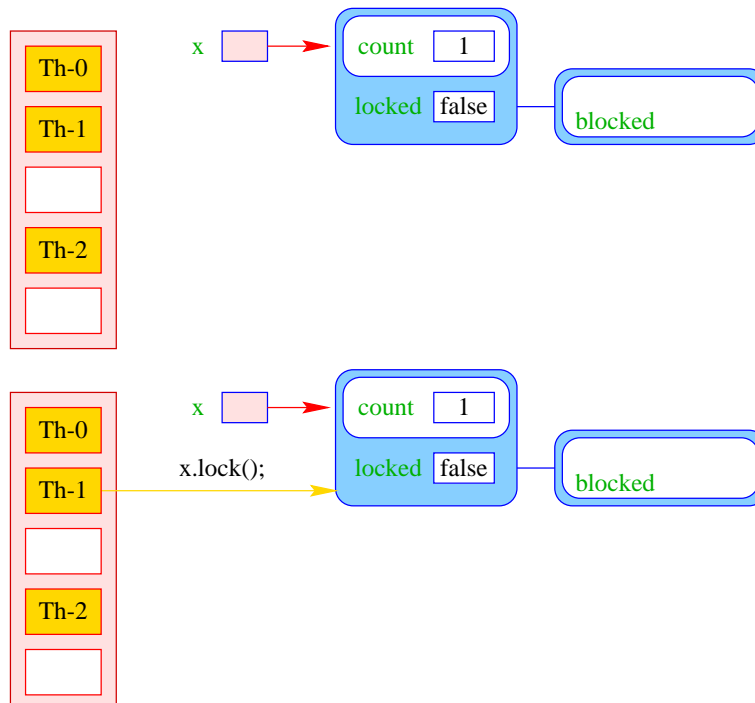 Th-0
x
count 1
Th-1
locked false
blocked
Th-2
Th-0
x
count 1
Th-1
x.lock();
locked false
blocked
Th-2